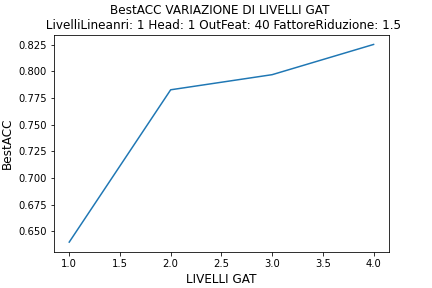 BestACC VARIAZIONE DI LIVELLI GAT
LivelliLineanri: 1 Head: 1 OutFeat: 40 FattoreRiduzione: 1.5
0.825
0.800
0.775
0.750
0.725
0.700
0.675
0.650
BestACC
1.0 1.5 2.0 2.5 3.0 3.5 4.0
LIVELLI GAT